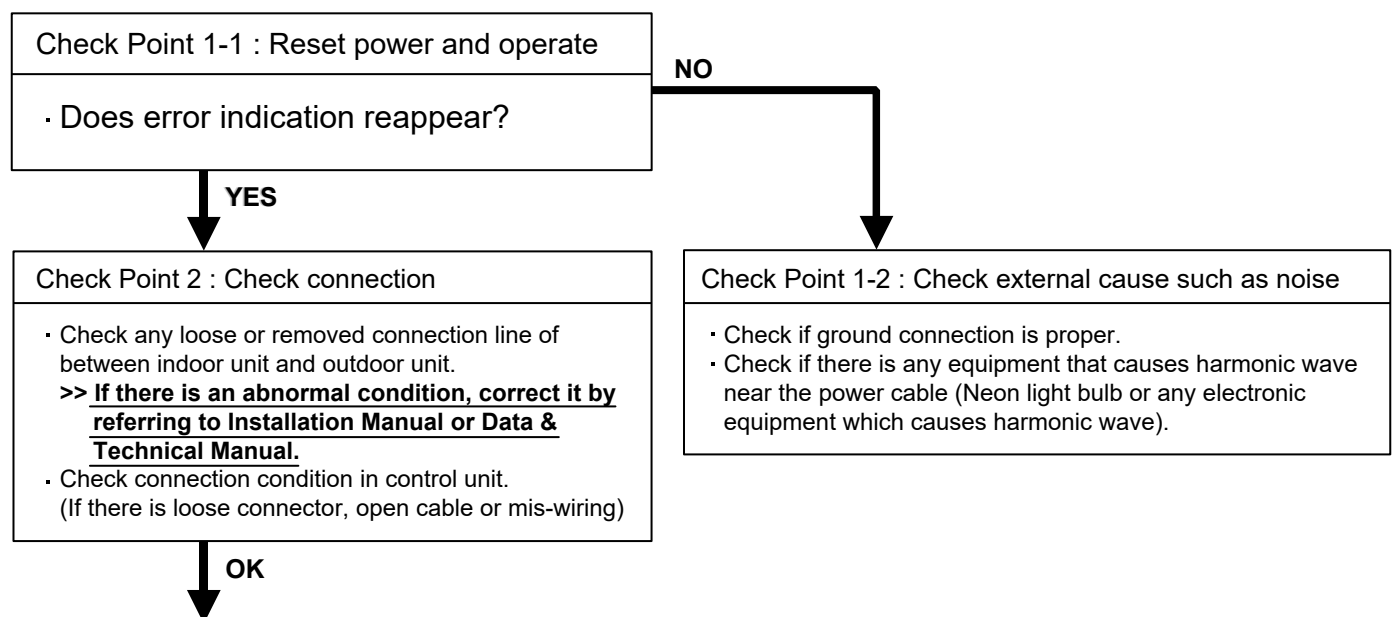 Check Point 1-1 : Reset power and operate
· Does error indication reappear?
NO
YES
Check Point 2 : Check connection
· Check any loose or removed connection line of
between indoor unit and outdoor unit.
>> If there is an abnormal condition, correct it by
referring to Installation Manual or Data &
Technical Manual.
· Check connection condition in control unit.
(If there is loose connector, open cable or mis-wiring)
Check Point 1-2 : Check external cause such as noise
· Check if ground connection is proper.
· Check if there is any equipment that causes harmonic wave
near the power cable (Neon light bulb or any electronic
equipment which causes harmonic wave).
OK